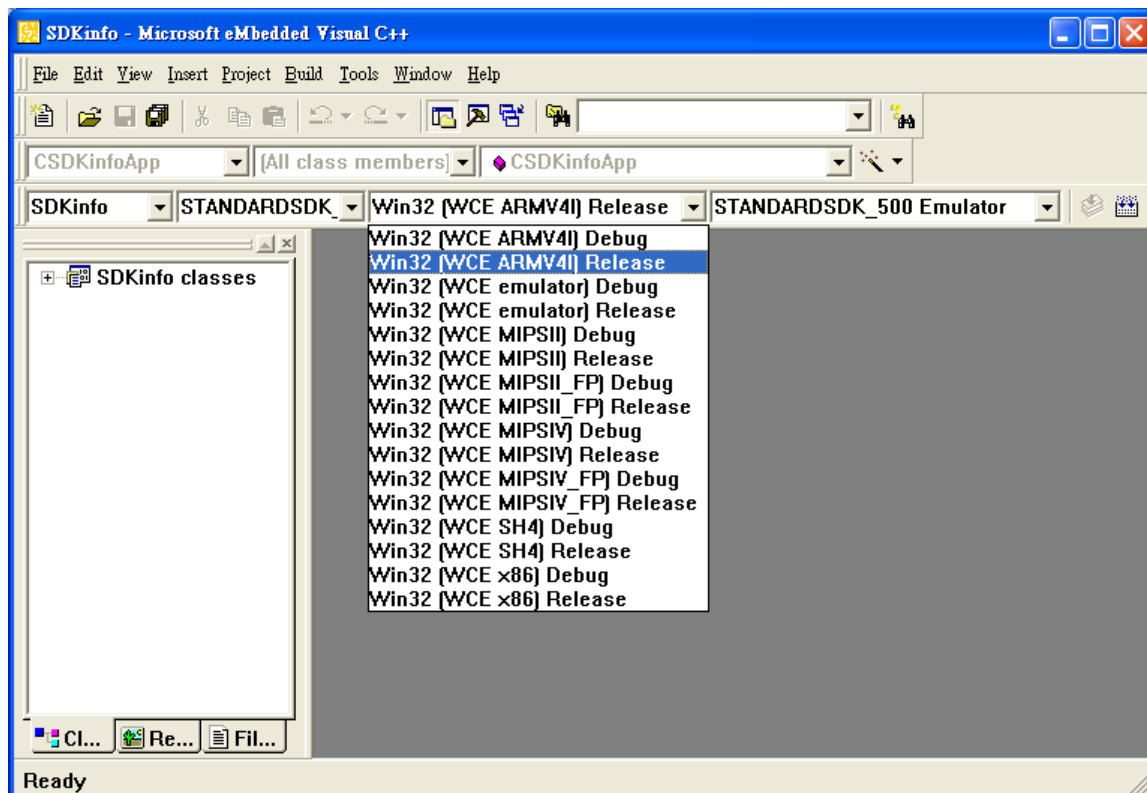 SDKinfo - Microsoft eMbedded Visual C++
File Edit View Insert Project Build Tools Window Help
CSDKinfoApp (All class members) CSDKinfoApp
SDKinfo STANDARDSDK_ Win32 (WCE ARMV4I) Release STANDARDSDK_500 Emulator
Win32 (WCE ARMV4I) Debug
Win32 (WCE ARMV4I) Release
SDKinfo classes
Win32 (WCE emulator) Debug
Win32 (WCE emulator) Release
Win32 (WCE MIPSII) Debug
Win32 (WCE MIPSII) Release
Win32 (WCE MIPSII_FP) Debug
Win32 (WCE MIPSII_FP) Release
Win32 (WCE MIPSIV) Debug
Win32 (WCE MIPSIV) Release
Win32 (WCE MIPSIV_FP) Debug
Win32 (WCE MIPSIV_FP) Release
Win32 (WCE SH4) Debug
Win32 (WCE SH4) Release
Win32 (WCE x86) Debug
Win32 (WCE x86) Release
Cl... Re... Fil...
Ready